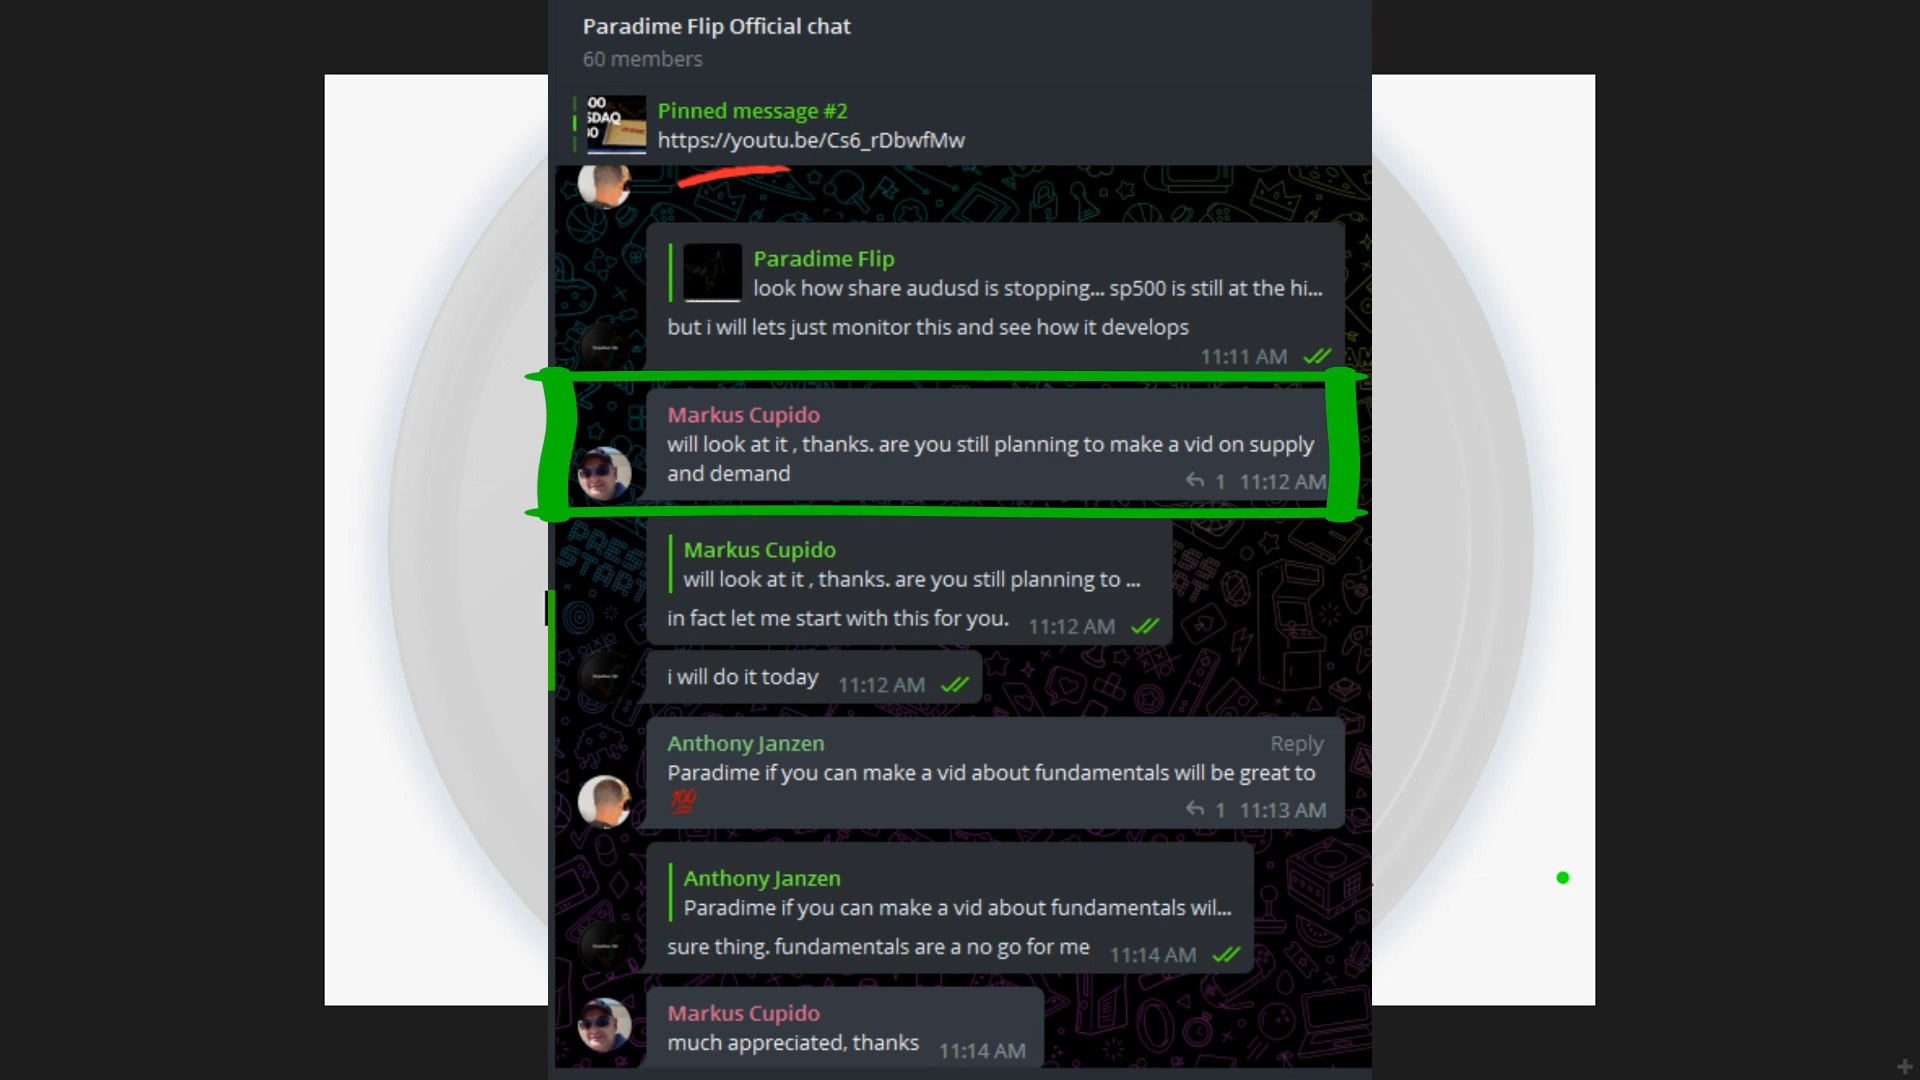 Paradime Flip Official chat
60 members
Pinned message #2
https://youtu.be/Cs6_rDbwfMw
Paradime Flip
look how share audusd is stopping... sp500 is still at the hi...
but i will lets just monitor this and see how it develops
11:11 AM
Markus Cupido
will look at it , thanks. are you still planning to make a vid on supply
and demand
1 11:12 AM
Markus Cupido
will look at it , thanks. are you still planning to ...
in fact let me start with this for you. 11:12 AM
i will do it today 11:12 AM
Anthony Janzen Reply
Paradime if you can make a vid about fundamentals will be great to
💯
1 11:13 AM
Anthony Janzen
Paradime if you can make a vid about fundamentals wil...
sure thing. fundamentals are a no go for me 11:14 AM
Markus Cupido
much appreciated, thanks 11:14 AM